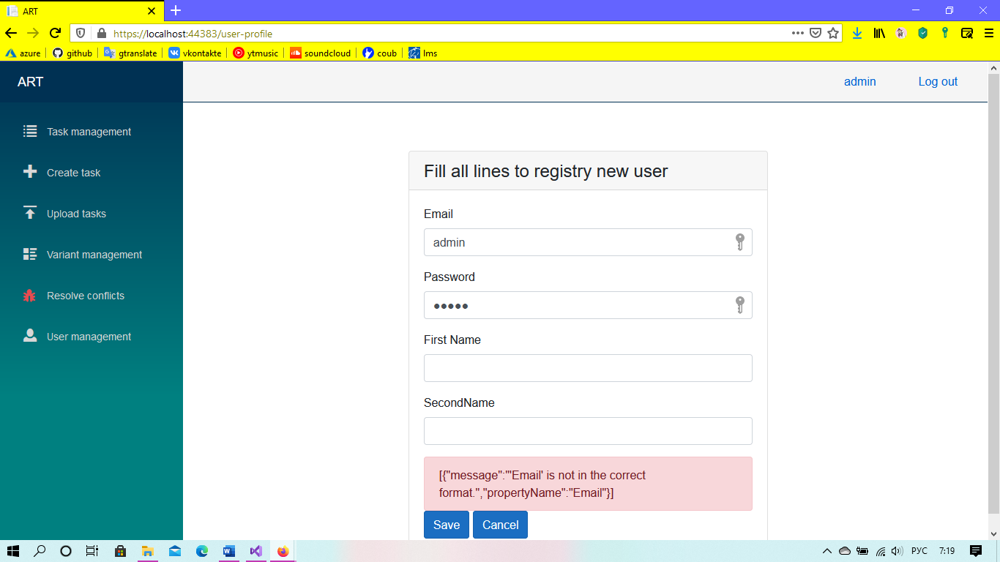 ART
https://localhost:44383/user-profile
azure github gtranslate vkontakte ytmusic soundcloud coub lms
ART
admin Log out
Task management
Create task
Upload tasks
Variant management
Resolve conflicts
User management
Fill all lines to registry new user
Email
admin
Password
●●●●●
First Name
SecondName
[{"message":"'Email' is not in the correct
format.","propertyName":"Email"}]
Save Cancel
РУС 7:19